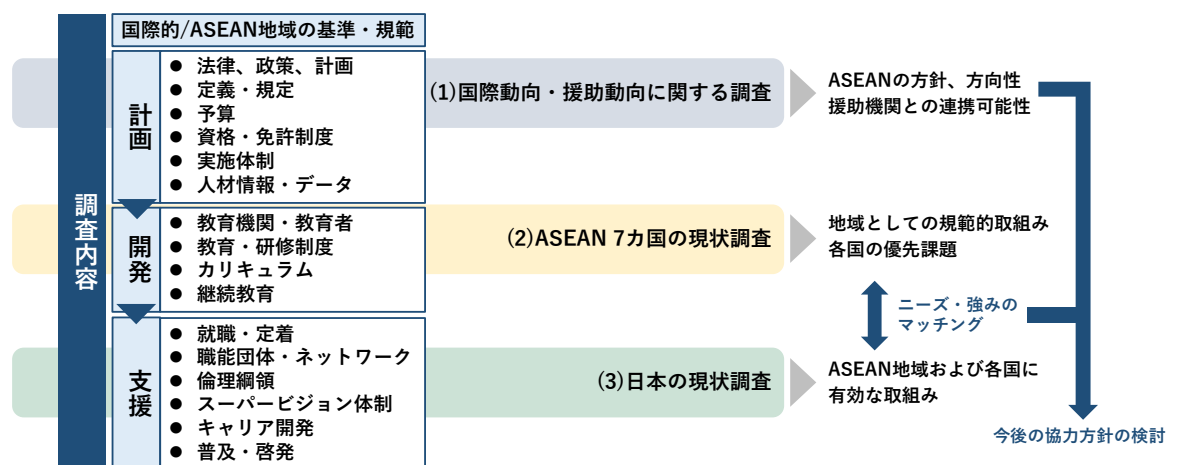 調査内容
国際的/ASEAN地域の基準・規範
計画
● 法律、政策、計画
● 定義・規定
● 予算
● 資格・免許制度
● 実施体制
● 人材情報・データ
開発
● 教育機関・教育者
● 教育・研修制度
● カリキュラム
● 継続教育
支援
● 就職・定着
● 職能団体・ネットワーク
● 倫理綱領
● スーパービジョン体制
● キャリア開発
● 普及・啓発
(1)国際動向・援助動向に関する調査
ASEANの方針、方向性
援助機関との連携可能性
(2)ASEAN 7カ国の現状調査
地域としての規範的取組み
各国の優先課題
ニーズ・強みの
マッチング
(3)日本の現状調査
ASEAN地域および各国に
有効な取組み
今後の協力方針の検討